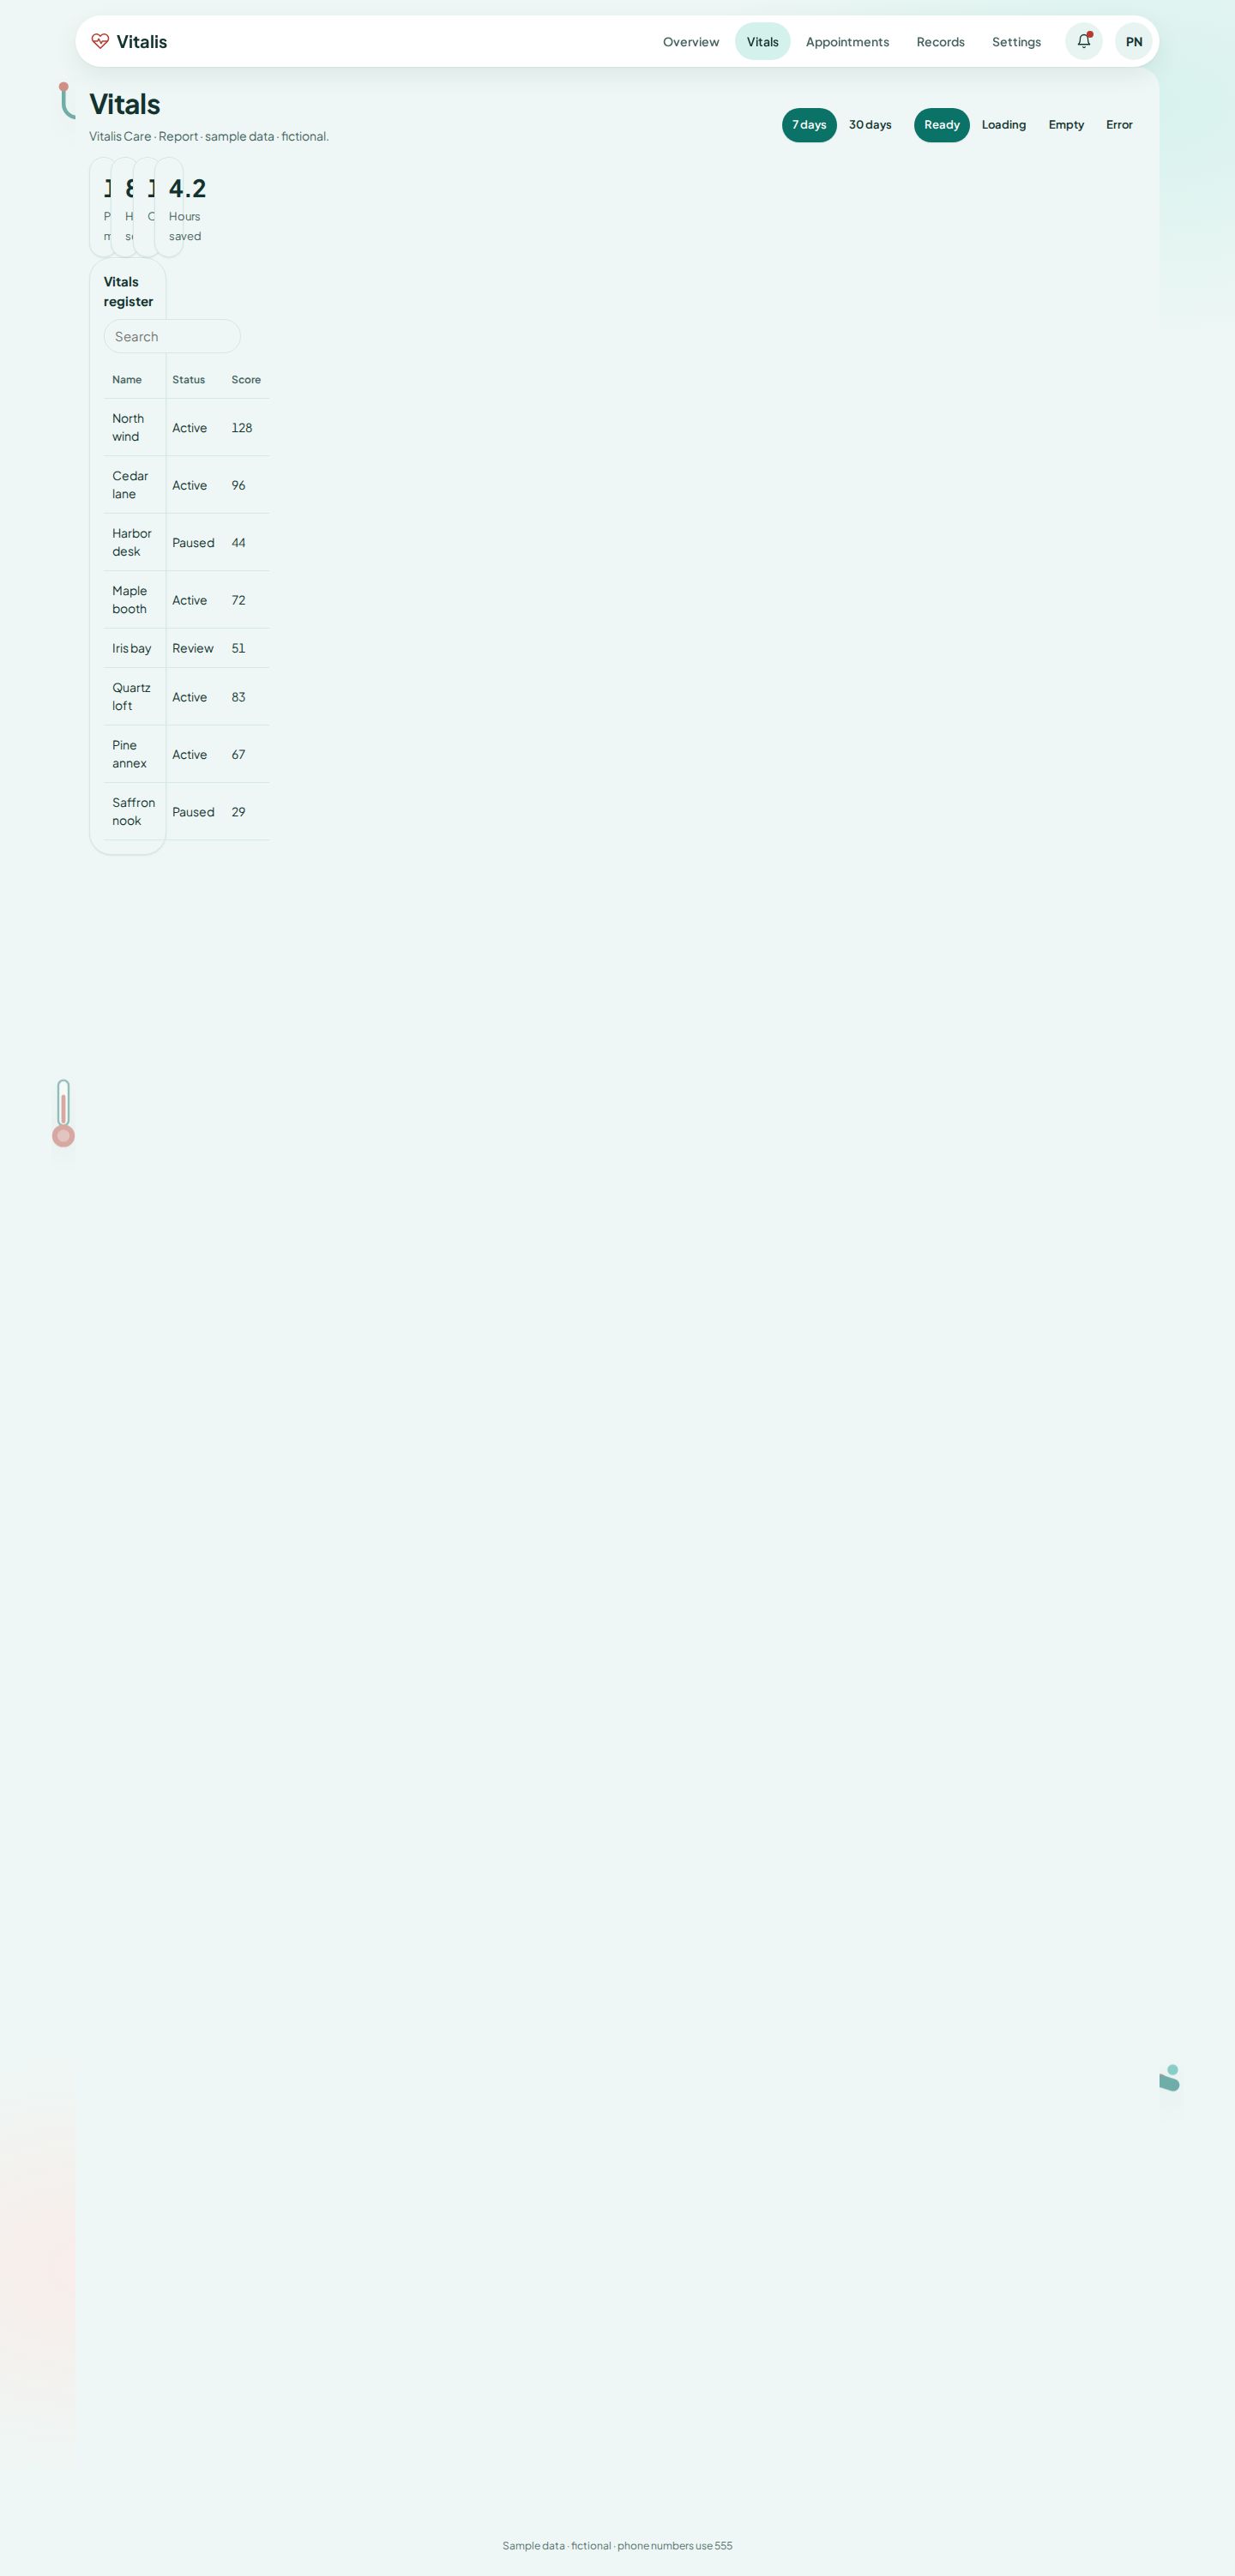 Vitalis
Overview Vitals Appointments Records Settings PN
Vitals
Vitalis Care · Report · sample data · fictional.
7 days 30 days Ready Loading Empty Error
4.2
Hours
saved
Vitals
register
Search
Name Status Score
North
wind
Active 128
Cedar
lane
Active 96
Harbor
desk
Paused 44
Maple
booth
Active 72
Iris bay Review 51
Quartz
loft
Active 83
Pine
annex
Active 67
Saffron
nook
Paused 29
Sample data · fictional · phone numbers use 555